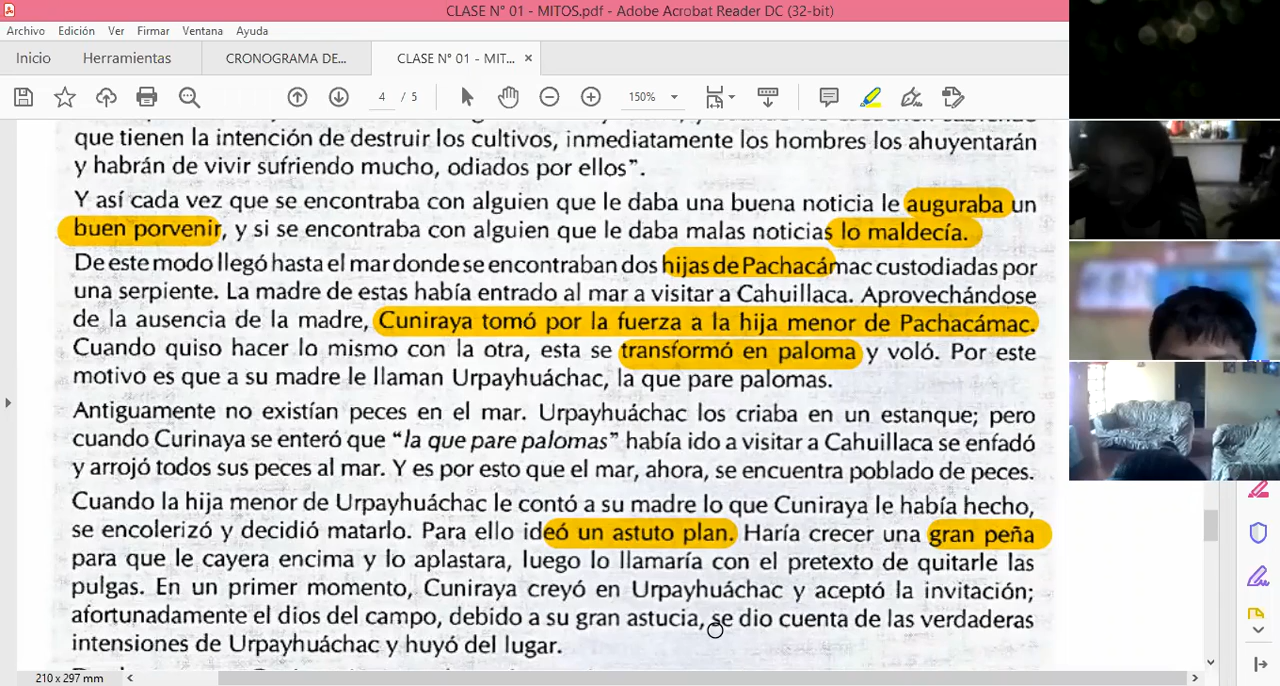 CLASE N° 01 - MITOS.pdf - Adobe Acrobat Reader DC (32-bit)
Archivo Edición Ver Firmar Ventana Ayuda
Inicio Herramientas CRONOGRAMA DE... CLASE N° 01 - MIT... ×
4 / 5 150%
que tienen la intención de destruir los cultivos, inmediatamente los hombres los ahuyentarán
y habrán de vivir sufriendo mucho, odiados por ellos”.
Y así cada vez que se encontraba con alguien que le daba una buena noticia le auguraba un
buen porvenir, y si se encontraba con alguien que le daba malas noticias lo maldecía.
De este modo llegó hasta el mar donde se encontraban dos hijas de Pachacámac custodiadas por
una serpiente. La madre de estas había entrado al mar a visitar a Cahuillaca. Aprovechándose
de la ausencia de la madre, Cuniraya tomó por la fuerza a la hija menor de Pachacámac.
Cuando quiso hacer lo mismo con la otra, esta se transformó en paloma y voló. Por este
motivo es que a su madre le llaman Urpayhuáchac, la que pare palomas.
Antiguamente no existían peces en el mar. Urpayhuáchac los criaba en un estanque; pero
cuando Curinaya se enteró que “la que pare palomas” había ido a visitar a Cahuillaca se enfadó
y arrojó todos sus peces al mar. Y es por esto que el mar, ahora, se encuentra poblado de peces.
Cuando la hija menor de Urpayhuáchac le contó a su madre lo que Cuniraya le había hecho,
se encolerizó y decidió matarlo. Para ello ideó un astuto plan. Haría crecer una gran peña
para que le cayera encima y lo aplastara, luego lo llamaría con el pretexto de quitarle las
pulgas. En un primer momento, Cuniraya creyó en Urpayhuáchac y aceptó la invitación;
afortunadamente el dios del campo, debido a su gran astucia, se dio cuenta de las verdaderas
intensiones de Urpayhuáchac y huyó del lugar.
210 x 297 mm